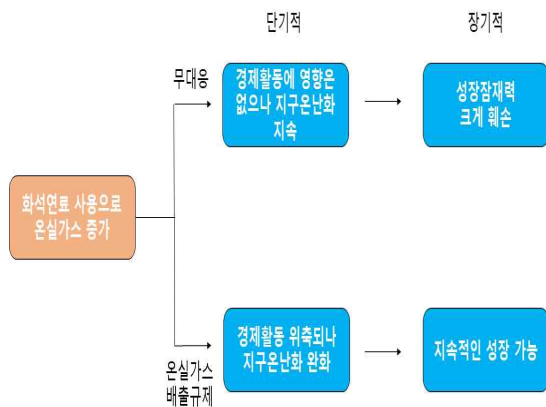 단기적
장기적
무대응
경제활동에 영향은
없으나 지구온난화
지속
성장잠재력
크게 훼손
화석연료 사용으로
온실가스 증가
온실가스
배출규제
경제활동 위축되나
지구온난화 완화
지속적인 성장 가능